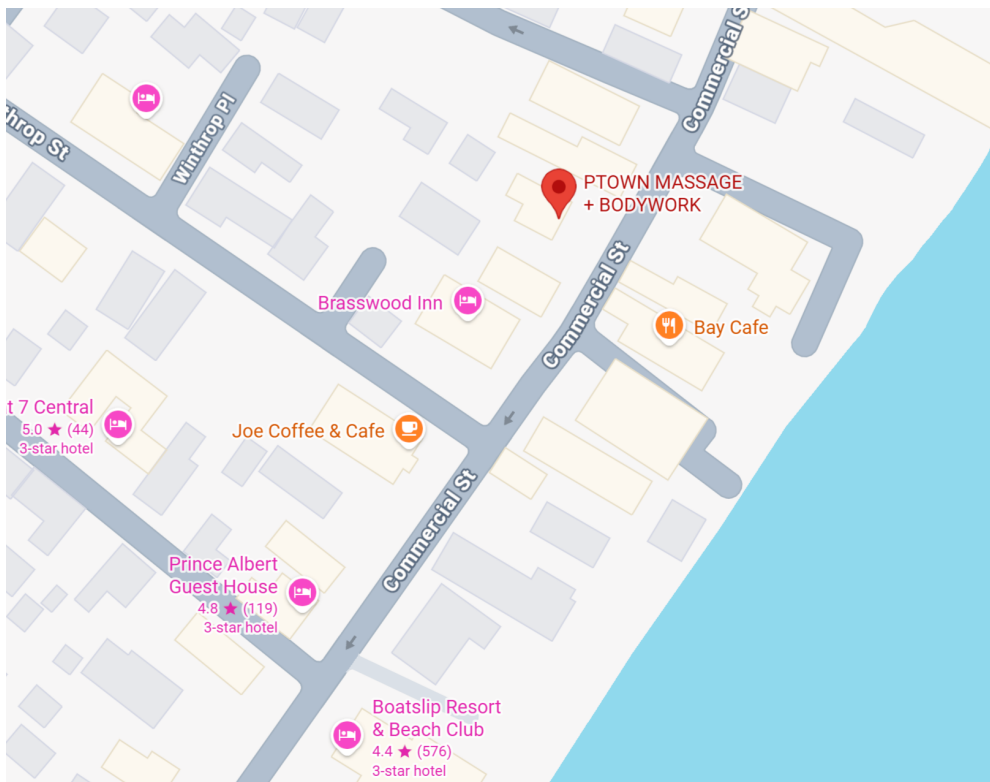 Commercial S
Winthrop Pl
throp St
PTOWN MASSAGE
+ BODYWORK
Commercial St
Brasswood Inn
Bay Cafe
t 7 Central
5.0 ★ (44)
3-star hotel
Joe Coffee & Cafe
Commercial St
Prince Albert
Guest House
4.8 ★ (119)
3-star hotel
Boatslip Resort
& Beach Club
4.4 ★ (576)
3-star hotel